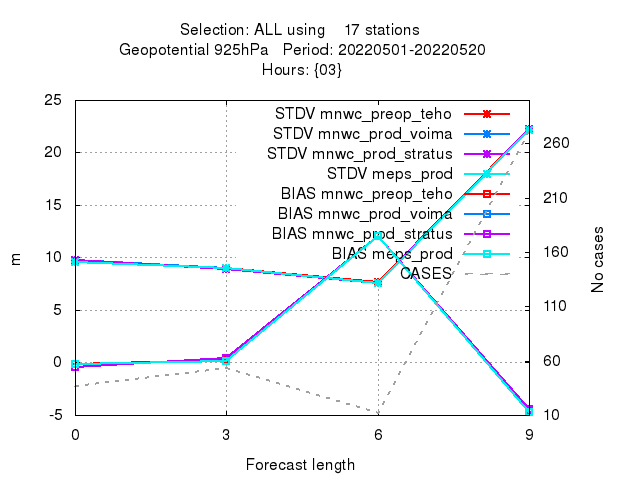 Selection: ALL using 17 stations
Geopotential 925hPa Period: 20220501-20220520
Hours: {03}
STDV mnwc_preop_teho
STDV mnwc_prod_voima
STDV mnwc_prod_stratus
STDV meps_prod
BIAS mnwc_preop_teho
BIAS mnwc_prod_voima
BIAS mnwc_prod_stratus
BIAS meps_prod
CASES
25
20
15
10
5
0
-5
m
260
210
160
110
60
10
No cases
0 3 6 9
Forecast length